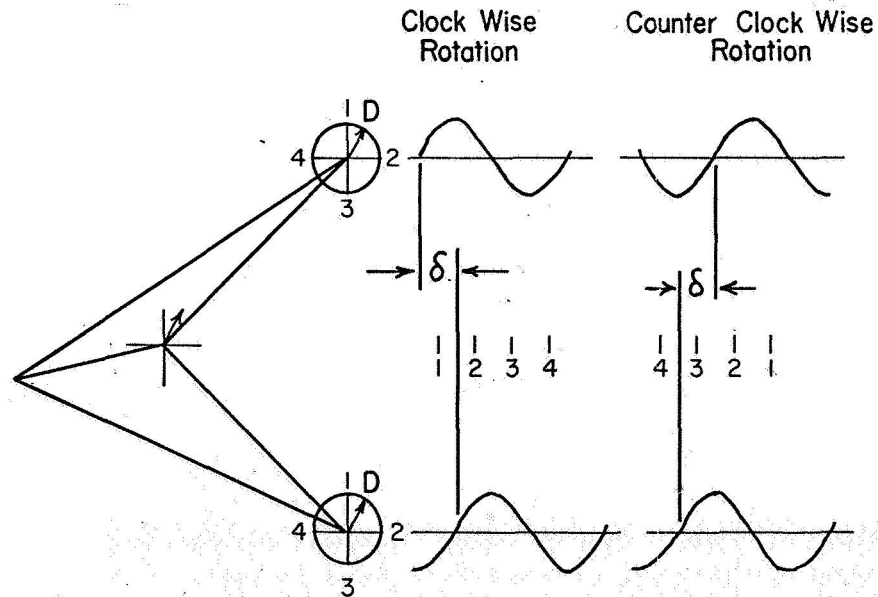 Clock Wise
Rotation
Counter Clock Wise
Rotation
1 D
4 2
3
δ
δ
1 2 3 4
4 3 2 1
1 D
4 2
3